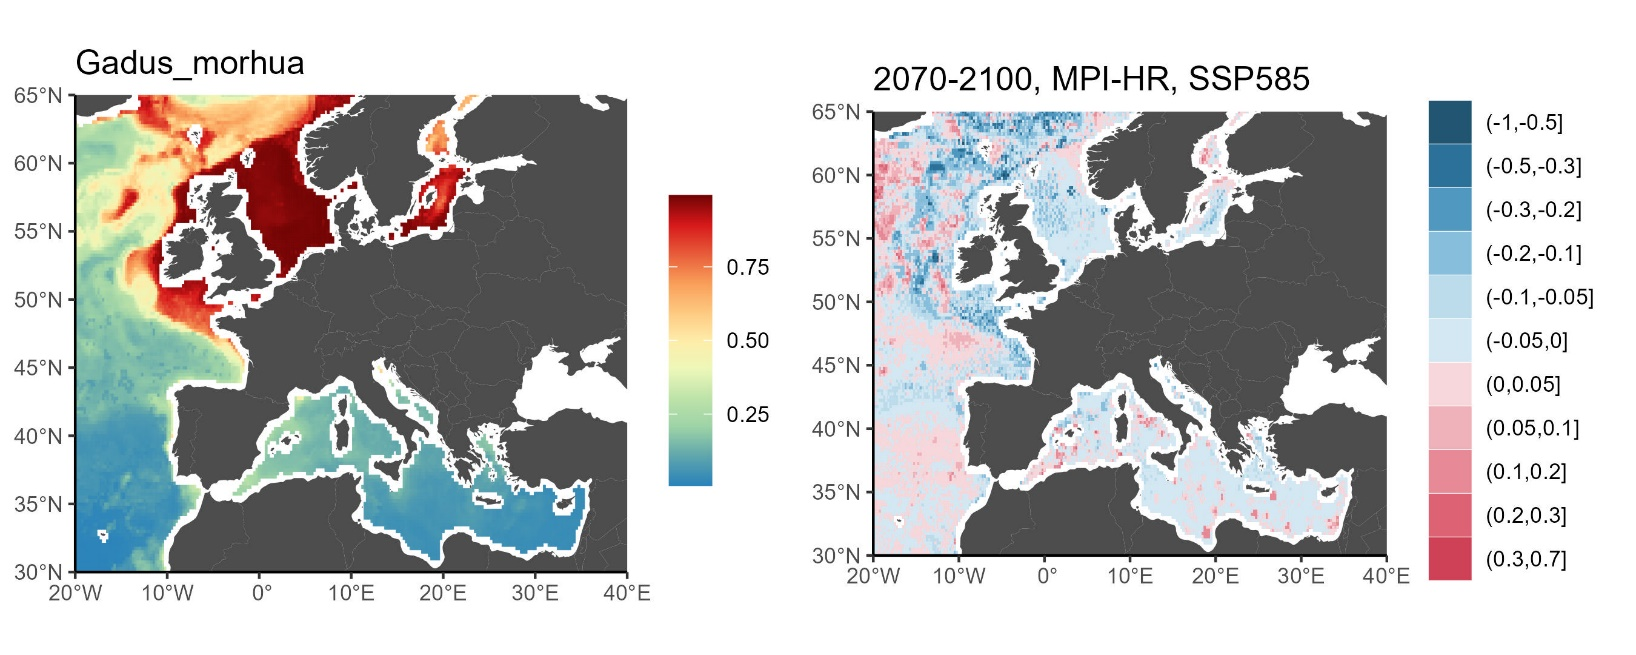 Gadus_morhua
65°N
60°N
55°N
50°N
45°N
40°N
35°N
30°N
20°W 10°W 0° 10°E 20°E 30°E 40°E
0.75
0.50
0.25
2070-2100, MPI-HR, SSP585
65°N
60°N
55°N
50°N
45°N
40°N
35°N
30°N
20°W 10°W 0° 10°E 20°E 30°E 40°E
(-1,-0.5]
(-0.5,-0.3]
(-0.3,-0.2]
(-0.2,-0.1]
(-0.1,-0.05]
(-0.05,0]
(0,0.05]
(0.05,0.1]
(0.1,0.2]
(0.2,0.3]
(0.3,0.7]